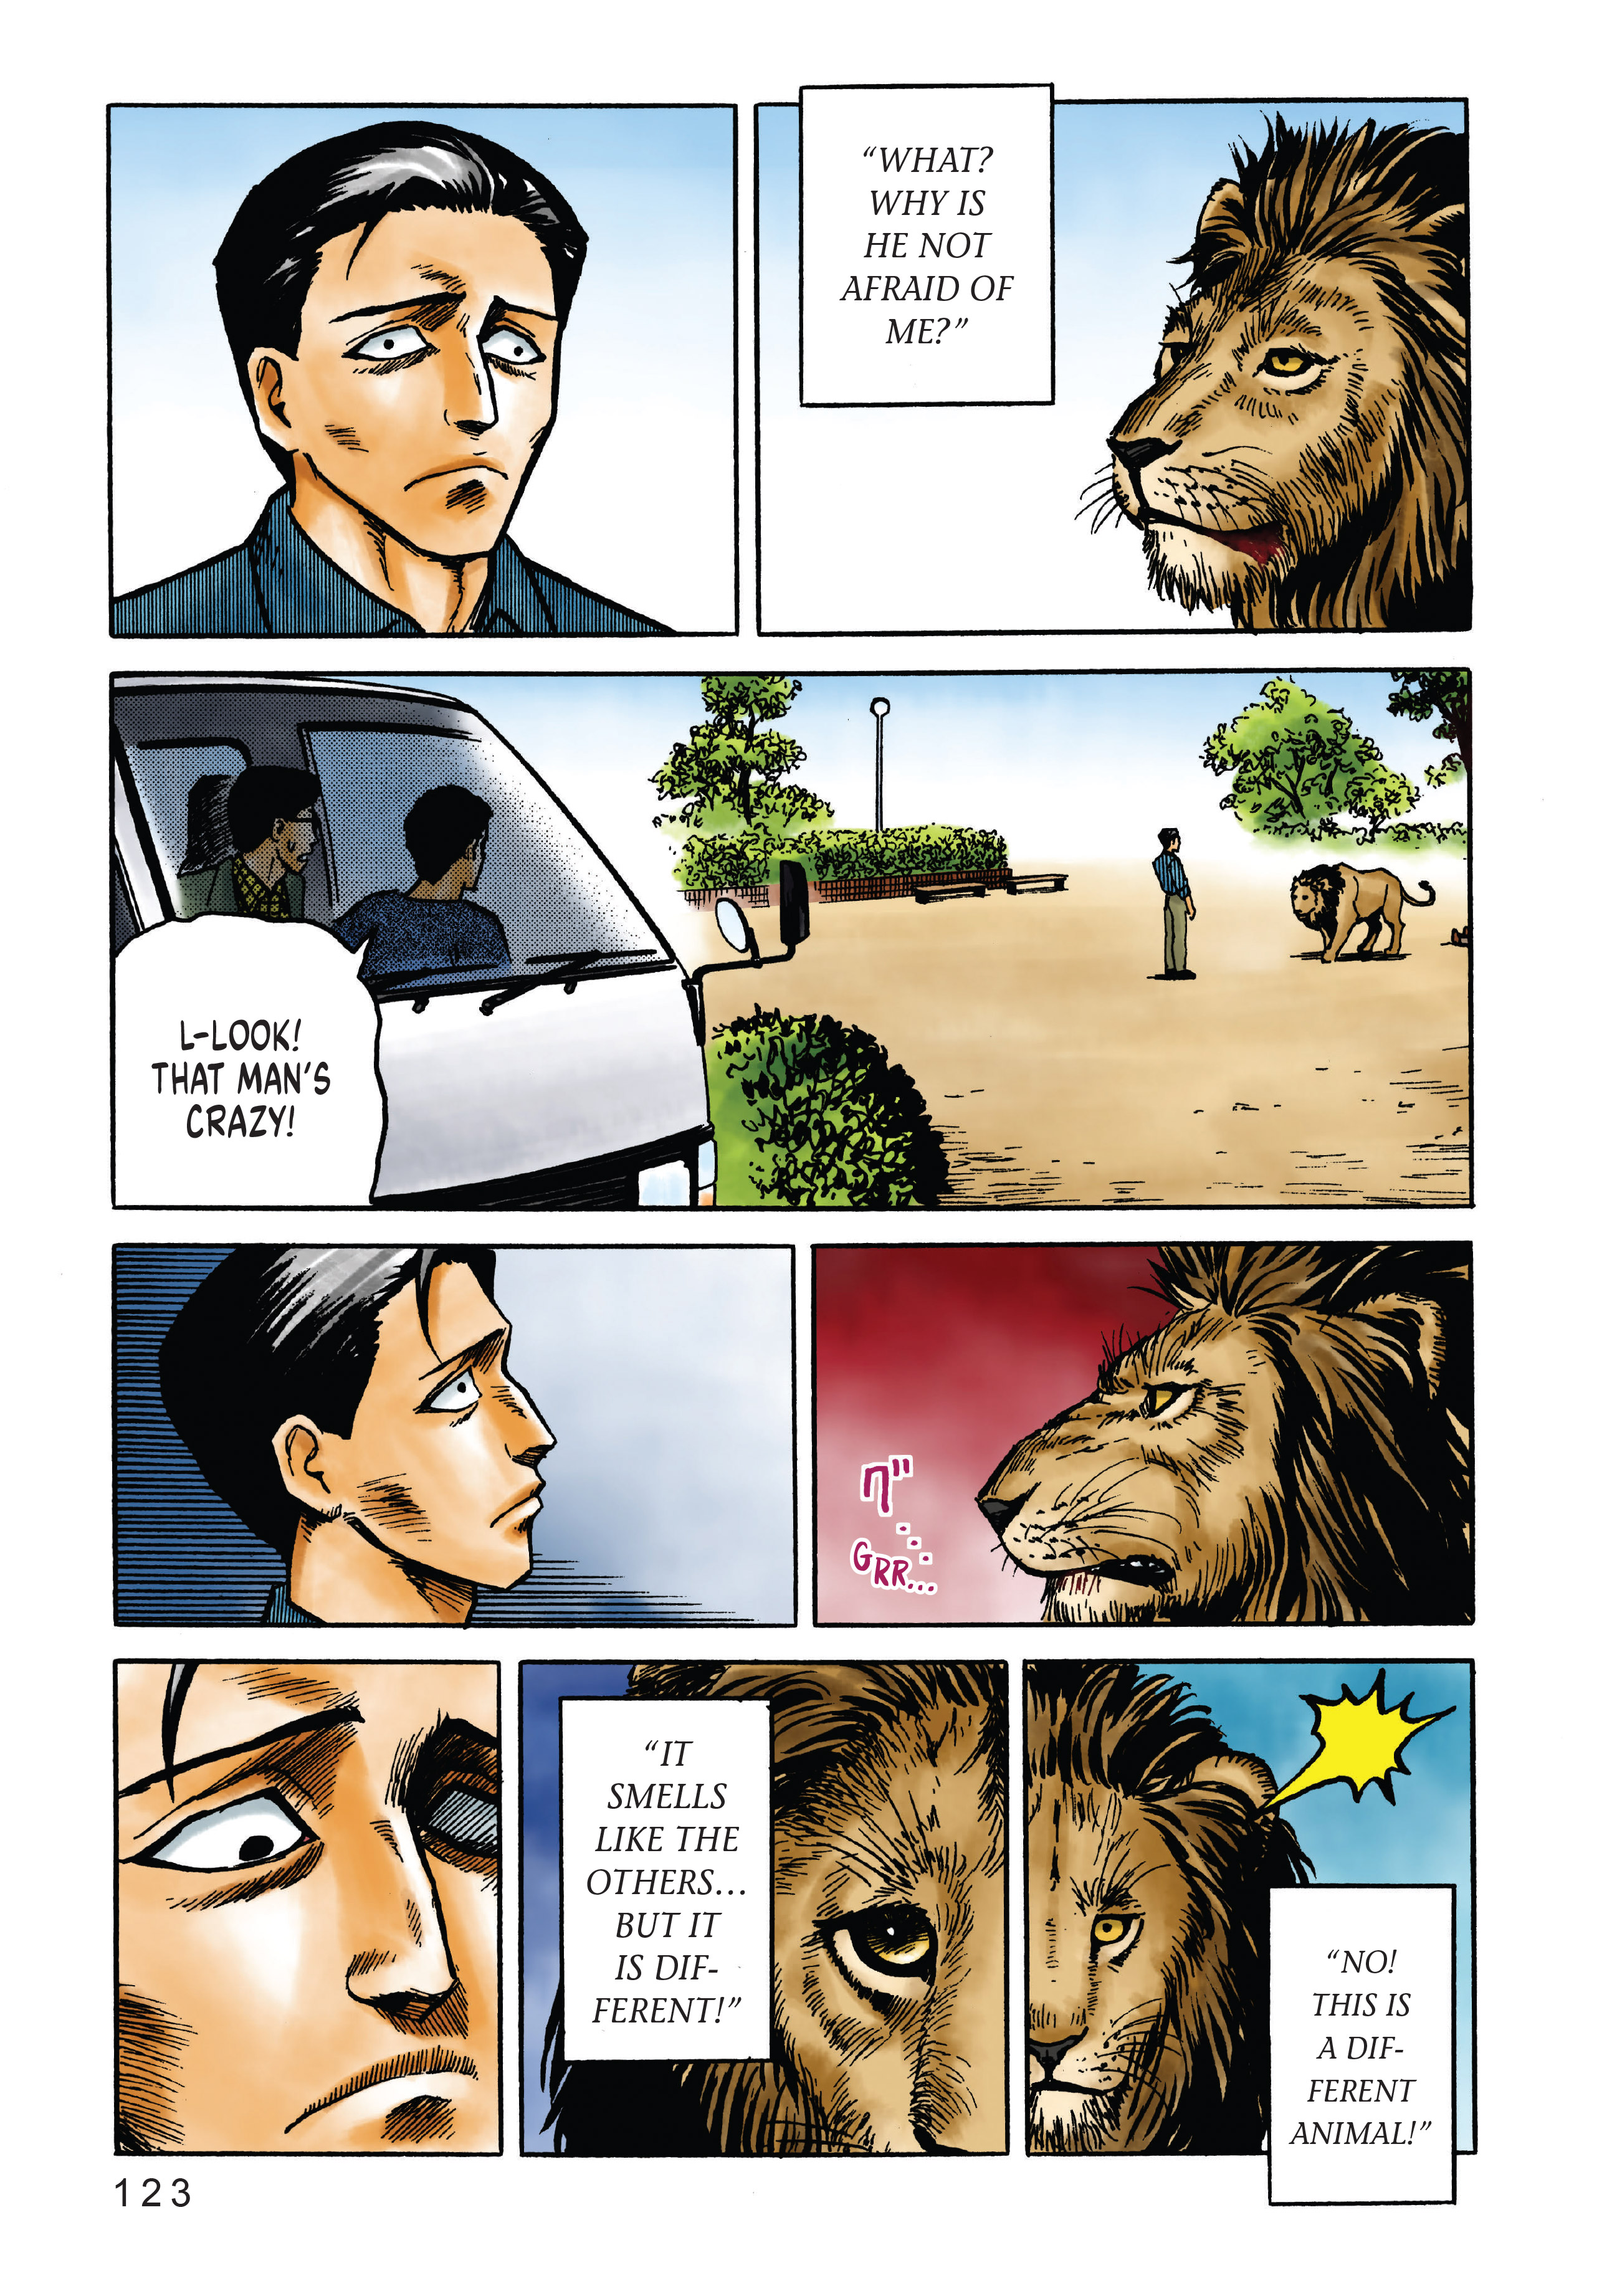 “WHAT?
WHY IS
HE NOT
AFRAID OF
ME?”
L-LOOK!
THAT MAN'S
CRAZY!
グ...
GRR...
“NO!
THIS IS
A DIF-
FERENT
ANIMAL!”
“IT
SMELLS
LIKE THE
OTHERS...
BUT IT
IS DIF-
FERENT!”
123